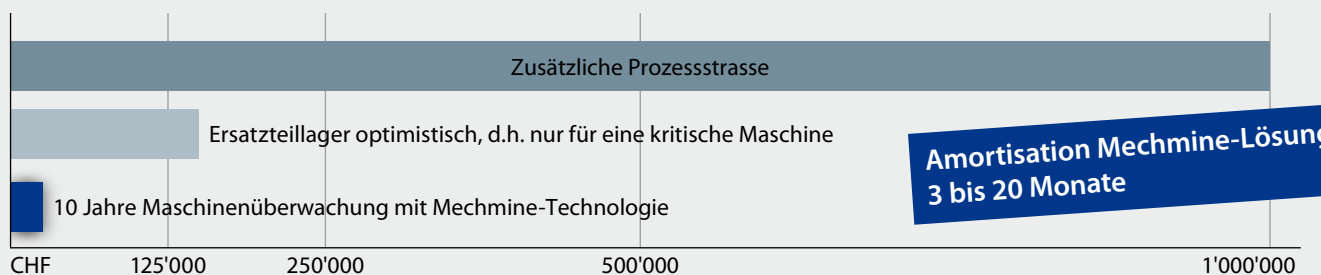 Zusätzliche Prozessstrasse
Ersatzteillager optimistisch, d.h. nur für eine kritische Maschine
Amortisation Mechmine-Lösung
3 bis 20 Monate
10 Jahre Maschinenüberwachung mit Mechmine-Technologie
CHF 125'000 250'000 500'000 1'000'000